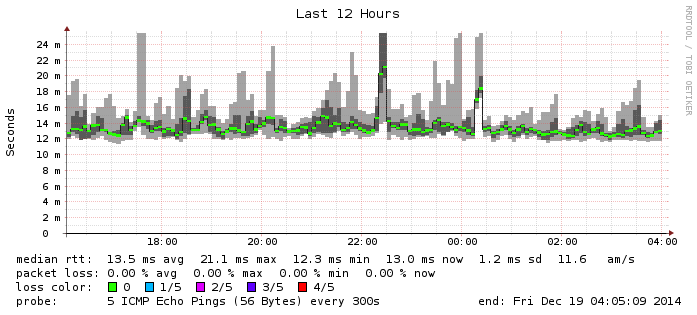 Last 12 Hours
RRDTOOL / TOBI OETIKER
Seconds
24 m
22 m
20 m
18 m
16 m
14 m
12 m
10 m
8 m
6 m
4 m
2 m
0
18:00 20:00 22:00 00:00 02:00 04:00
median rtt: 13.5 ms avg 21.1 ms max 12.3 ms min 13.0 ms now 1.2 ms sd 11.6 am/s
packet loss: 0.00 % avg 0.00 % max 0.00 % min 0.00 % now
loss color: 0 1/5 2/5 3/5 4/5
probe: 5 ICMP Echo Pings (56 Bytes) every 300s end: Fri Dec 19 04:05:09 2014